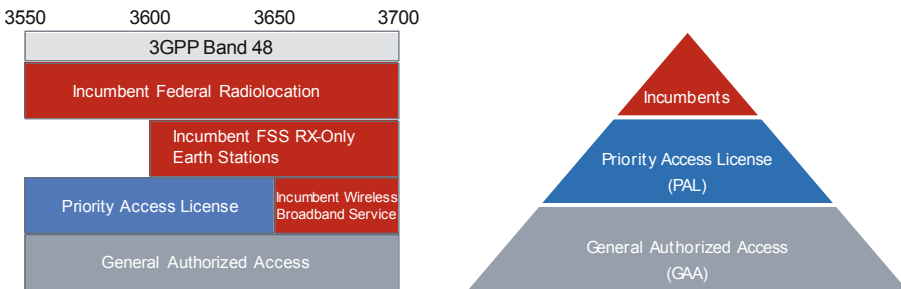 3550 3600 3650 3700
3GPP Band 48
Incumbent Federal Radiolocation
Incumbent FSS RX-Only
Earth Stations
Priority Access License
Incumbent Wireless
Broadband Service
General Authorized Access
Incumbents
Priority Access License
(PAL)
General Authorized Access
(GAA)